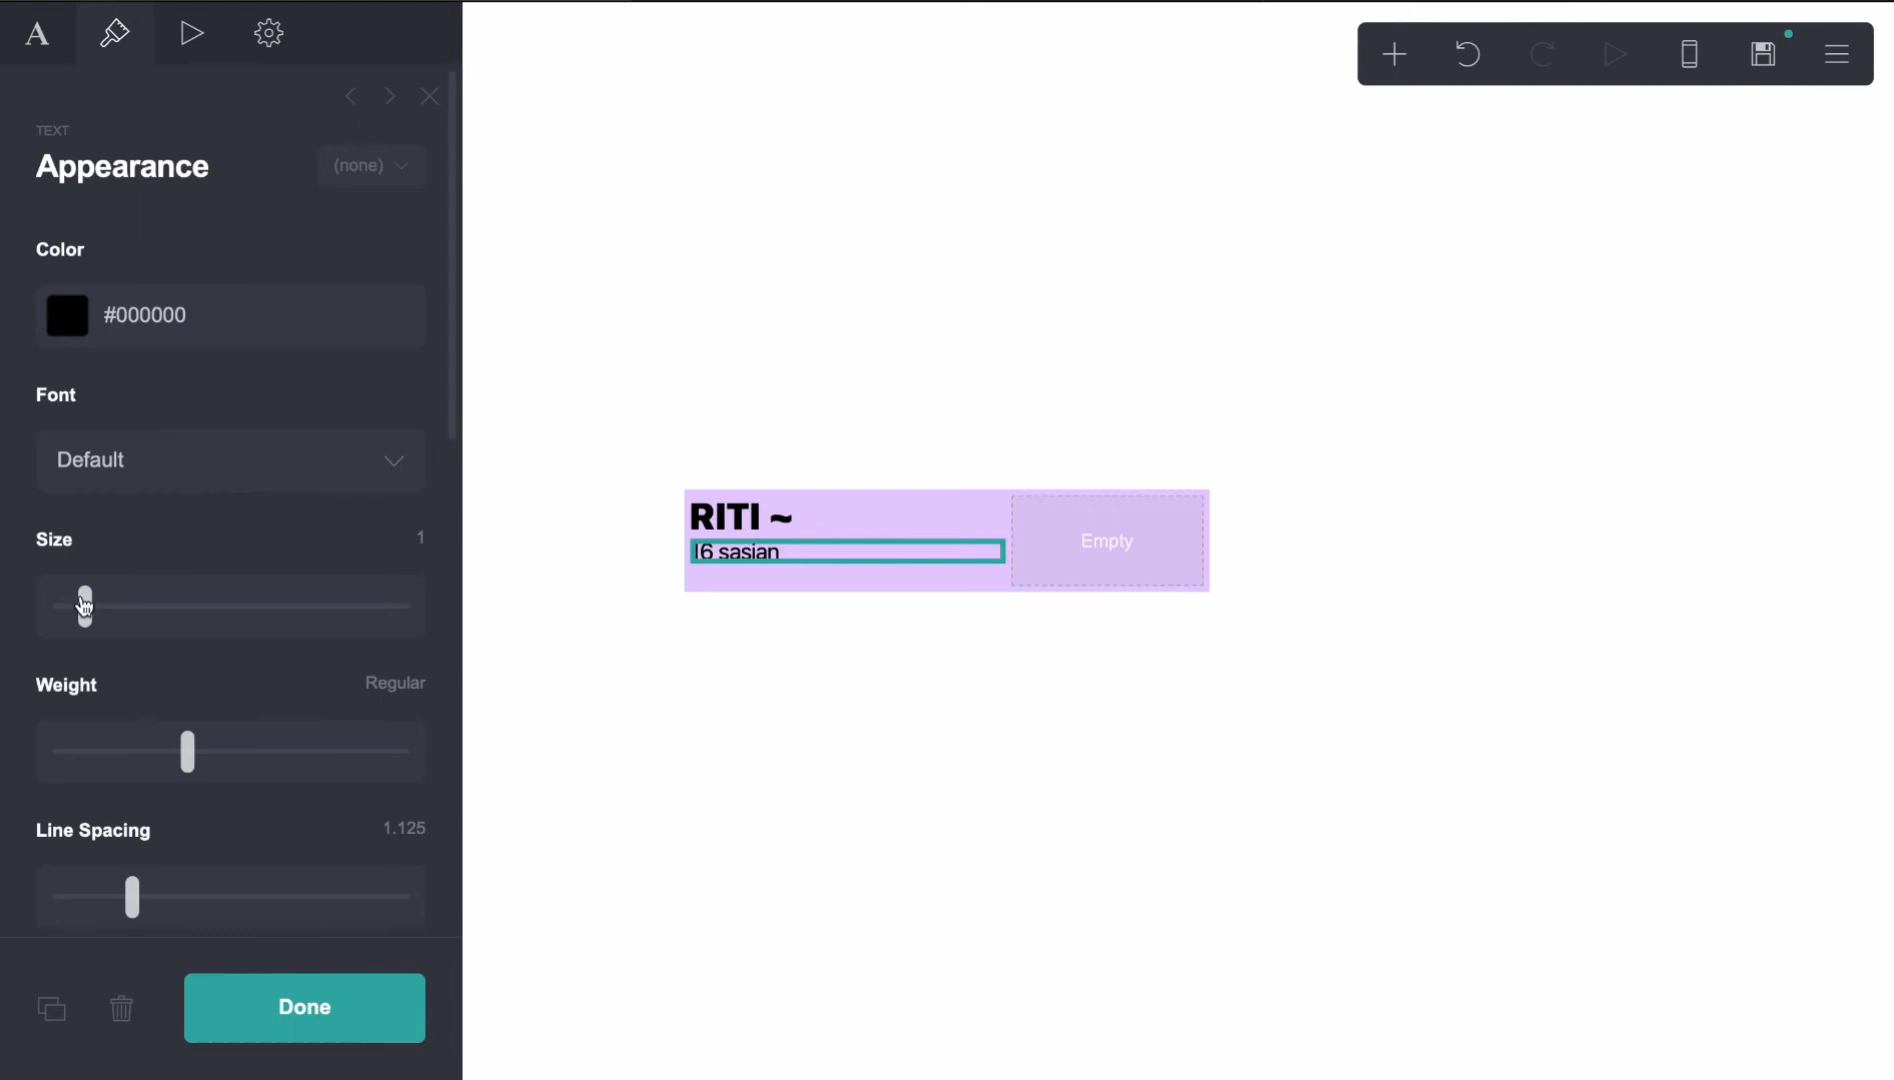 A
TEXT
Appearance
(none)
Color
#000000
Font
Default
Size
1
Weight
Regular
Line Spacing
1.125
Done
RITI ~
16 sasian
Empty